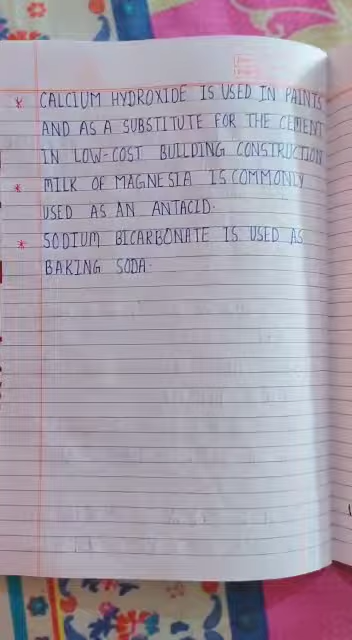 * CALCIUM HYDROXIDE IS USED IN PAINTS
AND AS A SUBSTITUTE FOR THE CEMENT
IN LOW-COST BUILDING CONSTRUCTION
* MILK OF MAGNESIA IS COMMONLY
USED AS AN ANTACID.
* SODIUM BICARBONATE IS USED AS
BAKING SODA.